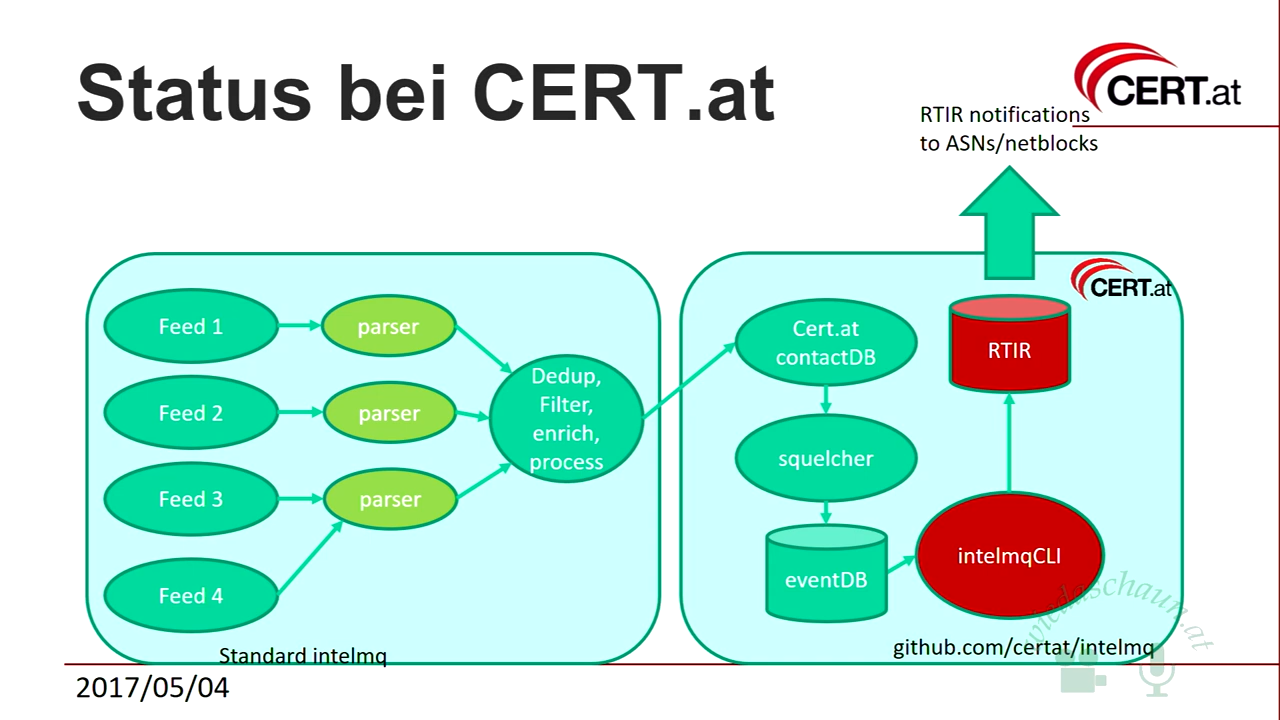 Status bei CERT.at
CERT.at
RTIR notifications
to ASNs/netblocks
CERT.at
Feed 1
parser
Feed 2
parser
Feed 3
parser
Feed 4
Dedup,
Filter,
enrich,
process
Standard intelmq
Cert.at
contactDB
squelcher
eventDB
intelmqCLI
RTIR
github.com/certat/intelmq
wiedaschaun.at
2017/05/04